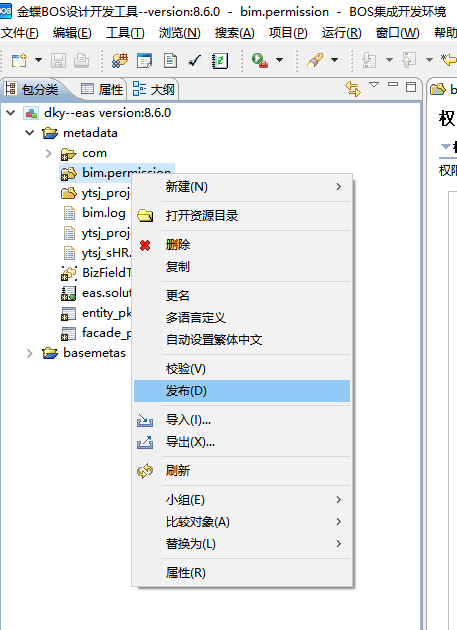 BOS 金蝶BOS设计开发工具--version:8.6.0 - bim.permission - BOS集成开发环境
文件(F) 编辑(E) 工具(T) 浏览(N) 搜索(A) 项目(P) 运行(R) 窗口(W) 帮助
包分类 属性 大纲
bim
dky--eas version:8.6.0
metadata
com
bim.permission
ytsj_proj
bim.log
ytsj_proj
ytsj_sHR.
BizFieldT
eas.solut
entity_pk
facade_p
basemetas
新建(N)
打开资源目录
删除
复制
更名
多语言定义
自动设置繁体中文
校验(V)
发布(D)
导入(I)...
导出(X)...
刷新
小组(E)
比较对象(A)
替换为(L)
属性(R)
权
权限